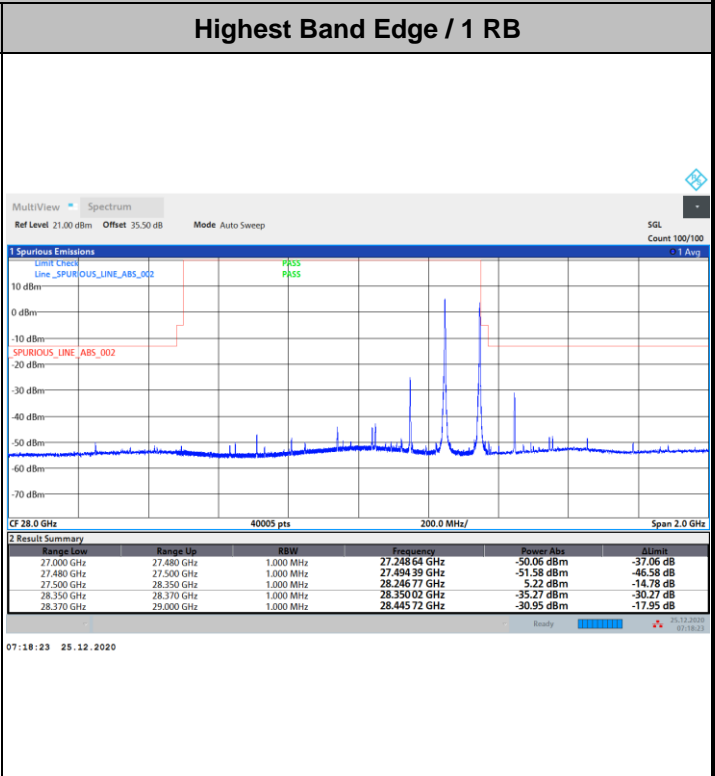 Highest Band Edge / 1 RB
MultiView Spectrum
Ref Level 21.00 dBm Offset 35.50 dB Mode Auto Sweep SGL
Count 100/100
1 Spurious Emissions 1 Avg
Limit Check PASS
Line _SPURIOUS_LINE_ABS_002 PASS
10 dBm
0 dBm
-10 dBm
_SPURIOUS_LINE_ABS_002
-20 dBm
-30 dBm
-40 dBm
-50 dBm
-60 dBm
-70 dBm
CF 28.0 GHz 40005 pts 200.0 MHz/ Span 2.0 GHz
2 Result Summary
Range Low Range Up RBW Frequency Power Abs ΔLimit
27.000 GHz 27.480 GHz 1.000 MHz 27.248 64 GHz -50.06 dBm -37.06 dB
27.480 GHz 27.500 GHz 1.000 MHz 27.494 39 GHz -51.58 dBm -46.58 dB
27.500 GHz 28.350 GHz 1.000 MHz 28.246 77 GHz 5.22 dBm -14.78 dB
28.350 GHz 28.370 GHz 1.000 MHz 28.350 02 GHz -35.27 dBm -30.27 dB
28.370 GHz 29.000 GHz 1.000 MHz 28.445 72 GHz -30.95 dBm -17.95 dB
Ready 25.12.2020
07:18:23
07:18:23 25.12.2020